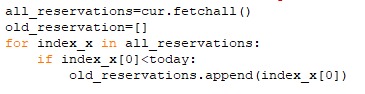 all_reservations=cur.fetchall()
old_reservation=[]
for index_x in all_reservations:
    if index_x[0]<today:
        old_reservations.append(index_x[0])